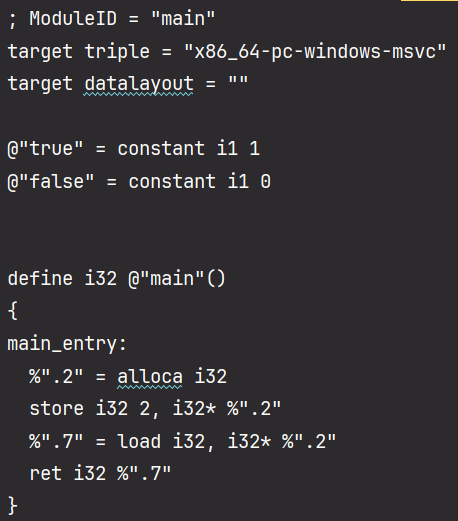 ; ModuleID = "main"
target triple = "x86_64-pc-windows-msvc"
target datalayout = ""
@"true" = constant i1 1
@"false" = constant i1 0
define i32 @"main"()
{
main_entry:
%".2" = alloca i32
store i32 2, i32* %".2"
%".7" = load i32, i32* %".2"
ret i32 %".7"
}